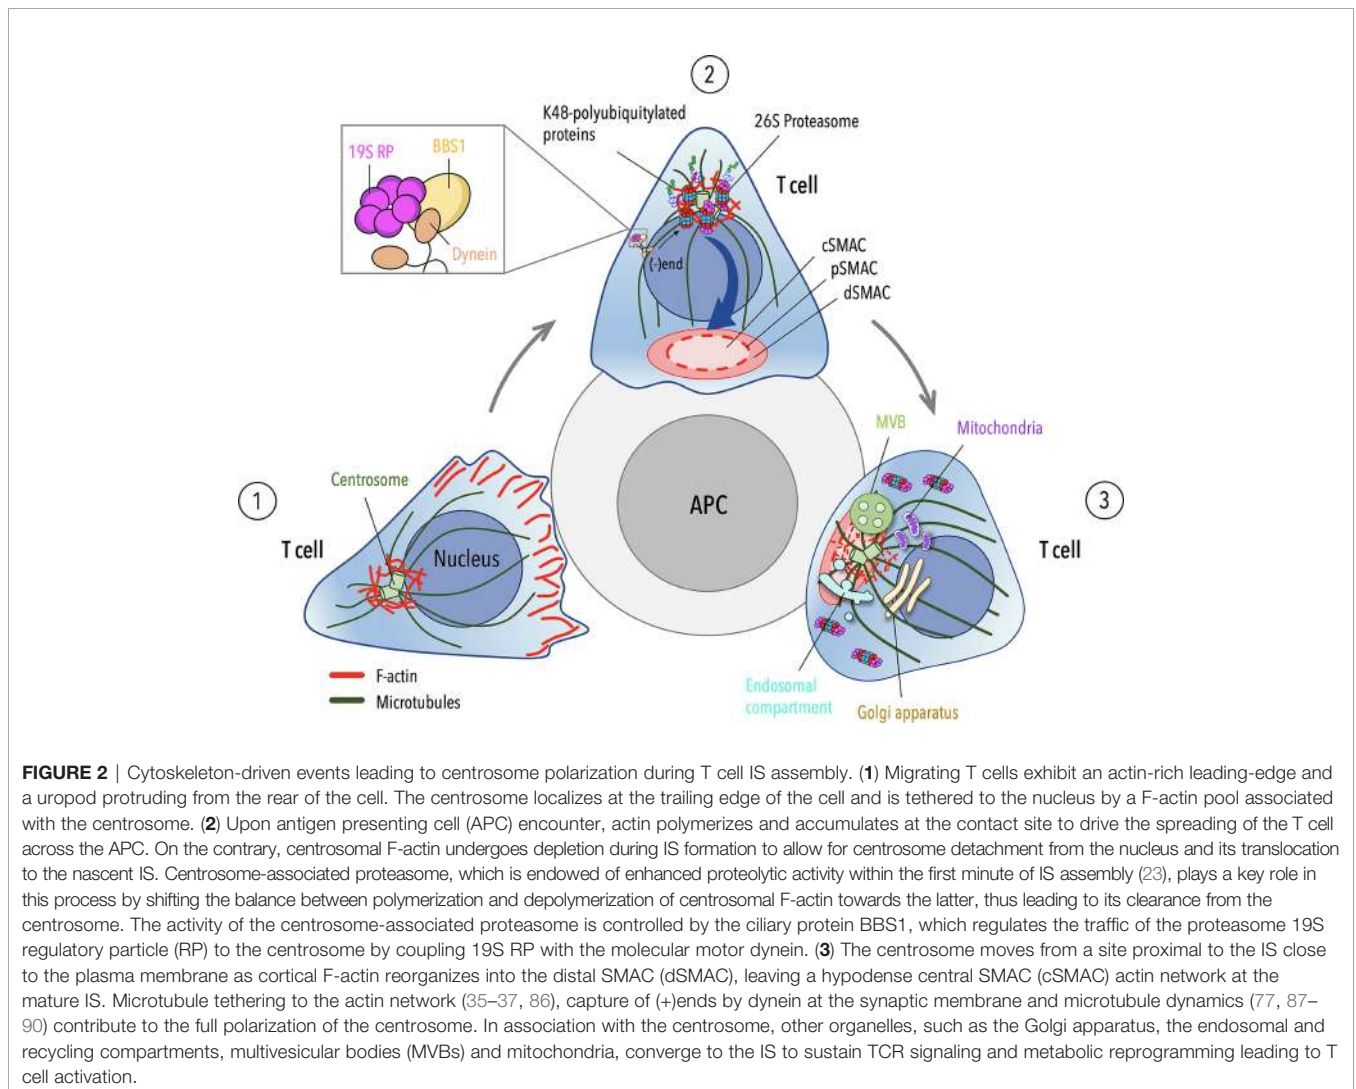 2
K48-polyubiquitylated
proteins
26S Proteasome
19S RP
BBS1
T cell
Dynein
(-)end
cSMAC
pSMAC
dSMAC
MVB
Mitochondria
Centrosome
1
3
APC
T cell
Nucleus
T cell
F-actin
Microtubules
Endosomal
compartment
Golgi apparatus
FIGURE 2 | Cytoskeleton-driven events leading to centrosome polarization during T cell IS assembly. (1) Migrating T cells exhibit an actin-rich leading-edge and
a uropod protruding from the rear of the cell. The centrosome localizes at the trailing edge of the cell and is tethered to the nucleus by a F-actin pool associated
with the centrosome. (2) Upon antigen presenting cell (APC) encounter, actin polymerizes and accumulates at the contact site to drive the spreading of the T cell
across the APC. On the contrary, centrosomal F-actin undergoes depletion during IS formation to allow for centrosome detachment from the nucleus and its translocation
to the nascent IS. Centrosome-associated proteasome, which is endowed of enhanced proteolytic activity within the first minute of IS assembly (23), plays a key role in
this process by shifting the balance between polymerization and depolymerization of centrosomal F-actin towards the latter, thus leading to its clearance from the
centrosome. The activity of the centrosome-associated proteasome is controlled by the ciliary protein BBS1, which regulates the traffic of the proteasome 19S
regulatory particle (RP) to the centrosome by coupling 19S RP with the molecular motor dynein. (3) The centrosome moves from a site proximal to the IS close
to the plasma membrane as cortical F-actin reorganizes into the distal SMAC (dSMAC), leaving a hypodense central SMAC (cSMAC) actin network at the
mature IS. Microtubule tethering to the actin network (35–37, 86), capture of (+)ends by dynein at the synaptic membrane and microtubule dynamics (77, 87–
90) contribute to the full polarization of the centrosome. In association with the centrosome, other organelles, such as the Golgi apparatus, the endosomal and
recycling compartments, multivesicular bodies (MVBs) and mitochondria, converge to the IS to sustain TCR signaling and metabolic reprogramming leading to T
cell activation.